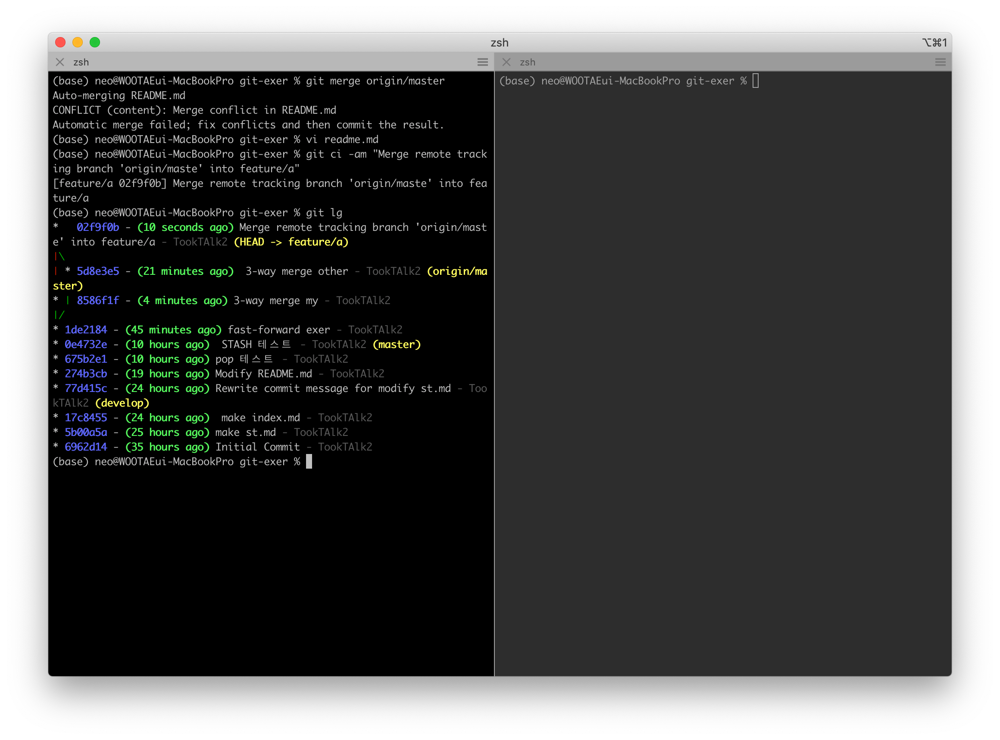 zsh
⌥⌘1
zsh
zsh
(base) neo@WOOTAEui-MacBookPro git-exer % git merge origin/master
Auto-merging README.md
CONFLICT (content): Merge conflict in README.md
Automatic merge failed; fix conflicts and then commit the result.
(base) neo@WOOTAEui-MacBookPro git-exer % vi readme.md
(base) neo@WOOTAEui-MacBookPro git-exer % git ci -am "Merge remote track
ing branch 'origin/maste' into feature/a"
[feature/a 02f9f0b] Merge remote tracking branch 'origin/maste' into fea
ture/a
(base) neo@WOOTAEui-MacBookPro git-exer % git lg
*   02f9f0b - (10 seconds ago) Merge remote tracking branch 'origin/mast
e' into feature/a - TookTAlk2 (HEAD -> feature/a)
|\
| * 5d8e3e5 - (21 minutes ago)  3-way merge other - TookTAlk2 (origin/ma
ster)
* | 8586f1f - (4 minutes ago) 3-way merge my - TookTAlk2
|/
* 1de2184 - (45 minutes ago) fast-forward exer - TookTAlk2
* 0e4732e - (10 hours ago)  STASH 테스트 - TookTAlk2 (master)
* 675b2e1 - (10 hours ago) pop 테스트 - TookTAlk2
* 274b3cb - (19 hours ago) Modify README.md - TookTAlk2
* 77d415c - (24 hours ago) Rewrite commit message for modify st.md - Too
kTAlk2 (develop)
* 17c8455 - (24 hours ago)  make index.md - TookTAlk2
* 5b00a5a - (25 hours ago) make st.md - TookTAlk2
* 6962d14 - (35 hours ago) Initial Commit - TookTAlk2
(base) neo@WOOTAEui-MacBookPro git-exer %
(base) neo@WOOTAEui-MacBookPro git-exer %